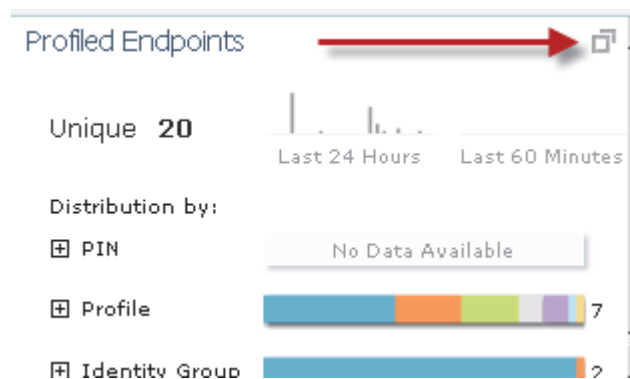 Profiled Endpoints
Unique 20
Last 24 Hours Last 60 Minutes
Distribution by:
PIN No Data Available
Profile 7
Identity Group 2